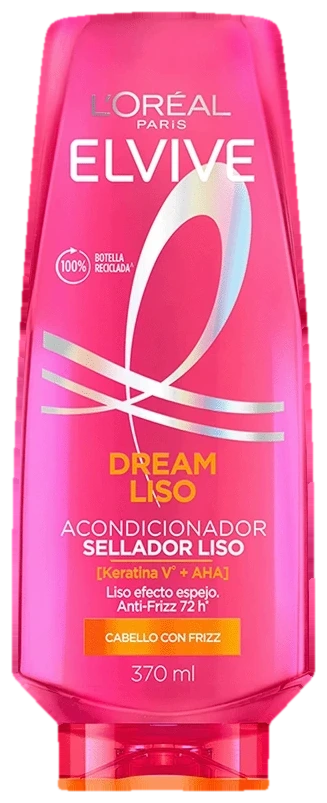 L'ORÉAL
PARIS
ELVIVE
100%
BOTELLA
RECICLADA^
DREAM
LISO
ACONDICIONADOR
SELLADOR LISO
[Keratina V° + AHA]
Liso efecto espejo.
Anti-Frizz 72 h*
CABELLO CON FRIZZ
370 ml